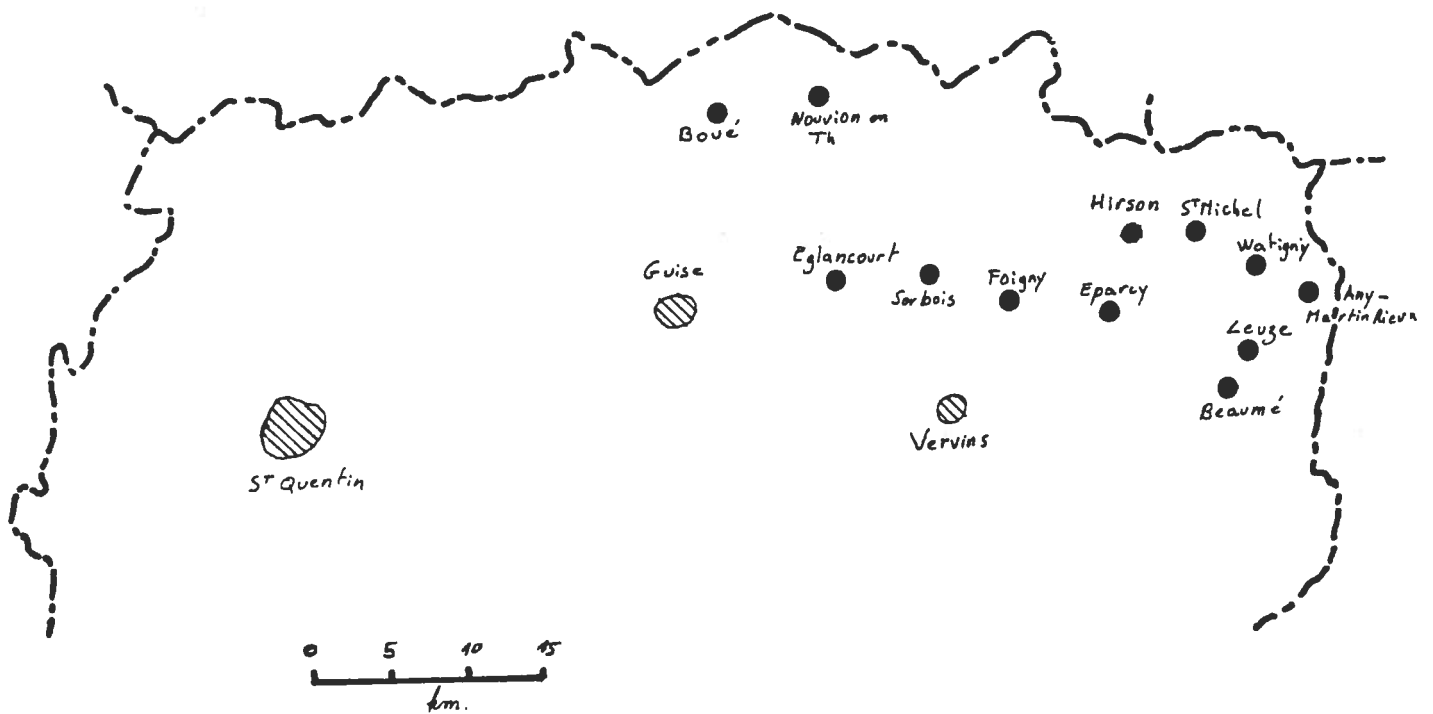 Boué
Nouvion en
Th
Hirson
St Michel
Watigny
Any-
Martin Rieux
Guise
Eglancourt
Sorbois
Foigny
Eparcy
Leuze
Beaumé
Vervins
St Quentin
0 5 10 15
km.